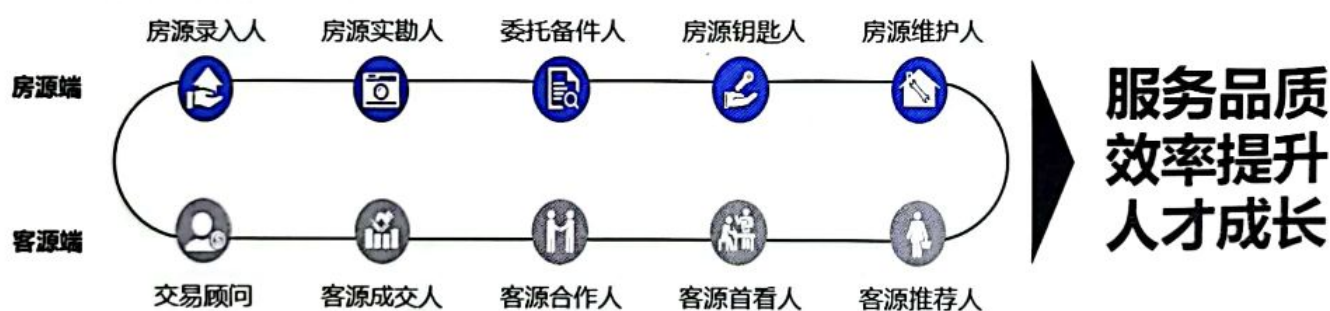 房源录入人
房源实勘人
委托备件人
房源钥匙人
房源维护人
房源端
服务品质
效率提升
人才成长
客源端
交易顾问
客源成交人
客源合作人
客源首看人
客源推荐人